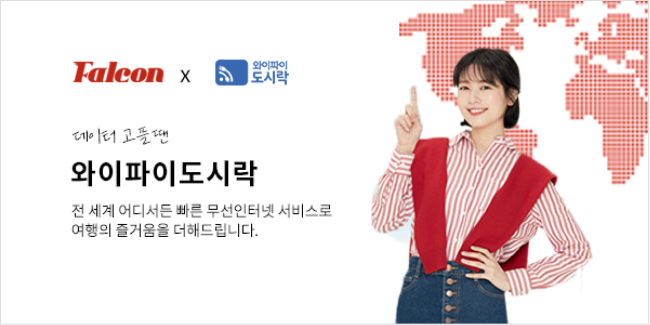 Falcon X 와이파이
도시락
데이터 고플땐
와이파이도시락
전 세계 어디서든 빠른 무선인터넷 서비스로
여행의 즐거움을 더해드립니다.